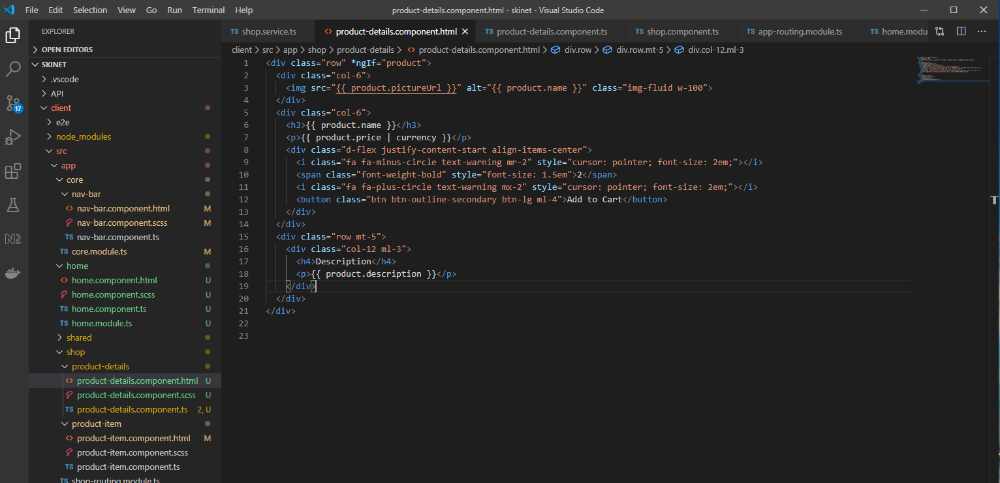 File Edit Selection View Go Run Terminal Help product-details.component.html - skinet - Visual Studio Code
EXPLORER
OPEN EDITORS
SKINET
.vscode
API
client
e2e
node_modules
src
app
core
nav-bar
nav-bar.component.html M
nav-bar.component.scss M
TS nav-bar.component.ts
TS core.module.ts M
home
home.component.html U
home.component.scss U
TS home.component.ts U
TS home.module.ts U
shared
shop
product-details
product-details.component.html U
product-details.component.scss U
TS product-details.component.ts 2, U
product-item
product-item.component.html M
product-item.component.scss
TS product-item.component.ts
TS shop-routing.module.ts
17
TS shop.service.ts <> product-details.component.html TS product-details.component.ts TS shop.component.ts TS app-routing.module.ts TS home.modu
client > src > app > shop > product-details > <> product-details.component.html > div.row > div.row.mt-5 > div.col-12.ml-3
1 <div class="row" *ngIf="product">
2 <div class="col-6">
3 <img src="{{ product.pictureUrl }}" alt="{{ product.name }}" class="img-fluid w-100">
4 </div>
5 <div class="col-6">
6 <h3>{{ product.name }}</h3>
7 <p>{{ product.price | currency }}</p>
8 <div class="d-flex justify-content-start align-items-center">
9 <i class="fa fa-minus-circle text-warning mr-2" style="cursor: pointer; font-size: 2em;"></i>
10 <span class="font-weight-bold" style="font-size: 1.5em">2</span>
11 <i class="fa fa-plus-circle text-warning mx-2" style="cursor: pointer; font-size: 2em;"></i>
12 <button class="btn btn-outline-secondary btn-lg ml-4">Add to Cart</button>
13 </div>
14 </div>
15 <div class="row mt-5">
16 <div class="col-12 ml-3">
17 <h4>Description</h4>
18 <p>{{ product.description }}</p>
19 </div>
20 </div>
21 </div>
22
23